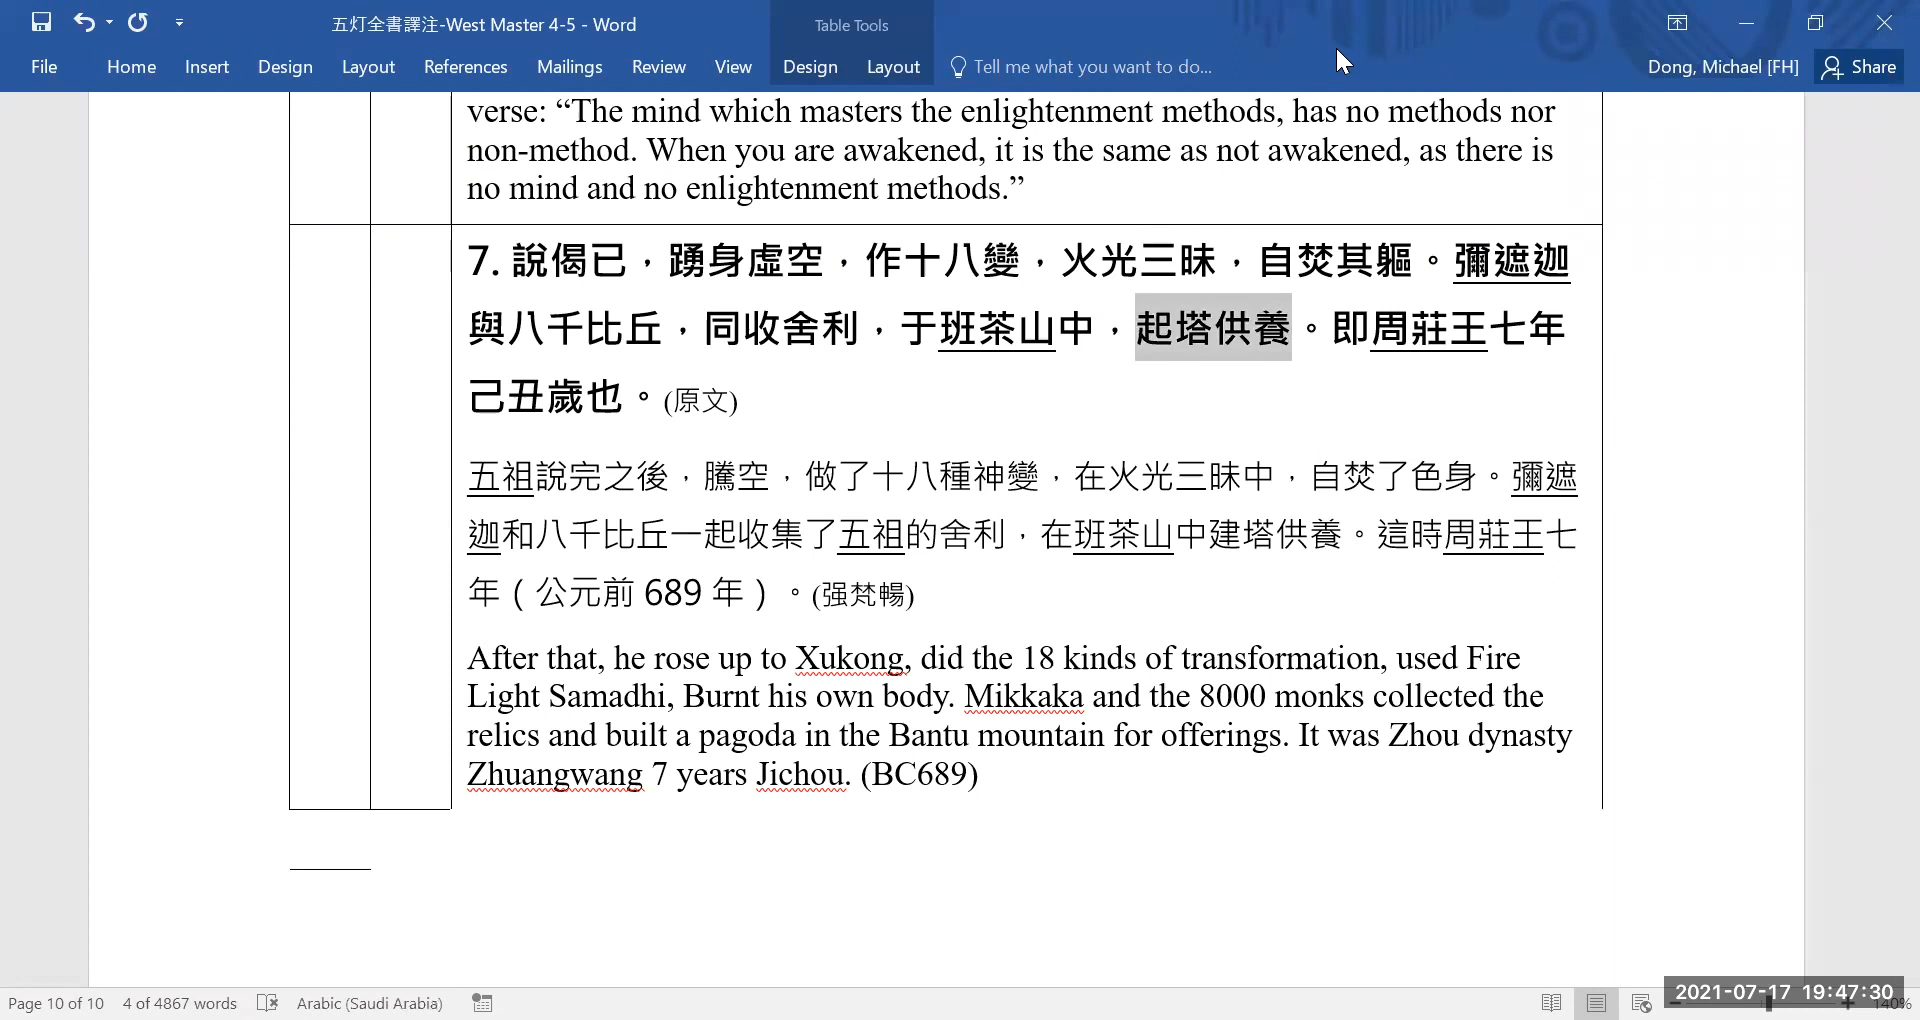 五灯全書譯注-West Master 4-5 - Word
Table Tools
File Home Insert Design Layout References Mailings Review View Design Layout Tell me what you want to do... Dong, Michael [FH] Share
verse: “The mind which masters the enlightenment methods, has no methods nor
non-method. When you are awakened, it is the same as not awakened, as there is
no mind and no enlightenment methods.”
7. 說偈已，踴身虛空，作十八變，火光三昧，自焚其軀。彌遮迦
與八千比丘，同收舍利，于班茶山中，起塔供養。即周莊王七年
己丑歲也。(原文)
五祖說完之後，騰空，做了十八種神變，在火光三昧中，自焚了色身。彌遮
迦和八千比丘一起收集了五祖的舍利，在班茶山中建塔供養。這時周莊王七
年（公元前 689 年）。(强梵暢)
After that, he rose up to Xukong, did the 18 kinds of transformation, used Fire
Light Samadhi, Burnt his own body. Mikkaka and the 8000 monks collected the
relics and built a pagoda in the Bantu mountain for offerings. It was Zhou dynasty
Zhuangwang 7 years Jichou. (BC689)
Page 10 of 10 4 of 4867 words Arabic (Saudi Arabia) 140%
2021-07-17 19:47:30